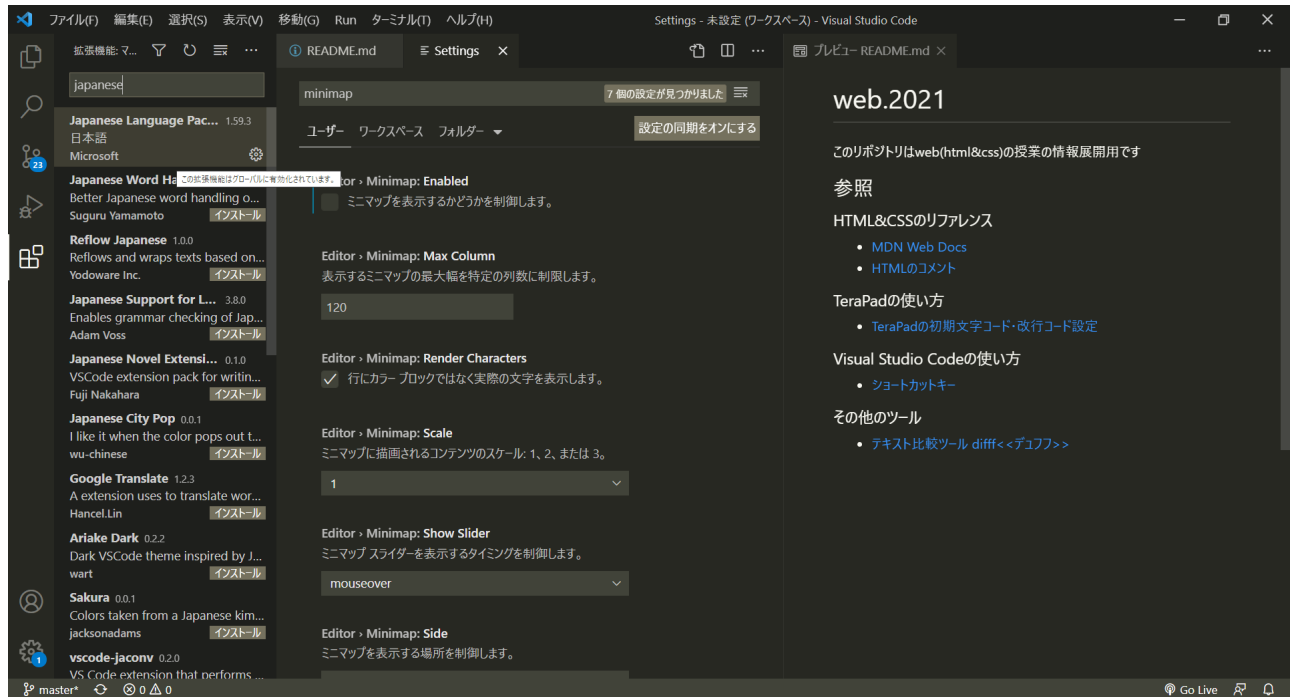 ファイル(F) 編集(E) 選択(S) 表示(V) 移動(G) Run ターミナル(T) ヘルプ(H)
Settings - 未設定 (ワークスペース) - Visual Studio Code
拡張機能: マ...
japanese
Japanese Language Pac... 1.59.3
日本語
Microsoft
この拡張機能はグローバルに有効化されています。
Japanese Word Ha
Better Japanese word handling o...
Suguru Yamamoto インストール
Reflow Japanese 1.0.0
Reflows and wraps texts based on...
Yodoware Inc. インストール
Japanese Support for L... 3.8.0
Enables grammar checking of Jap...
Adam Voss インストール
Japanese Novel Extensi... 0.1.0
VSCode extension pack for writin...
Fuji Nakahara インストール
Japanese City Pop 0.0.1
I like it when the color pops out t...
wu-chinese インストール
Google Translate 1.2.3
A extension uses to translate wor...
Hancel.Lin インストール
Ariake Dark 0.2.2
Dark VSCode theme inspired by J...
wart インストール
Sakura 0.0.1
Colors taken from a Japanese kim...
jacksonadams インストール
vscode-jaconv 0.2.0
VS Code extension that performs ...
23
1
README.md
Settings
minimap
7 個の設定が見つかりました
ユーザー ワークスペース フォルダー
設定の同期をオンにする
tor › Minimap: Enabled
ミニマップを表示するかどうかを制御します。
Editor › Minimap: Max Column
表示するミニマップの最大幅を特定の列数に制限します。
120
Editor › Minimap: Render Characters
行にカラー ブロックではなく実際の文字を表示します。
Editor › Minimap: Scale
ミニマップに描画されるコンテンツのスケール: 1、2、または 3。
1
Editor › Minimap: Show Slider
ミニマップ スライダーを表示するタイミングを制御します。
mouseover
Editor › Minimap: Side
ミニマップを表示する場所を制御します。
プレビュー README.md
web.2021
このリポジトリはweb(html&css)の授業の情報展開用です
参照
HTML&CSSのリファレンス
MDN Web Docs
HTMLのコメント
TeraPadの使い方
TeraPadの初期文字コード・改行コード設定
Visual Studio Codeの使い方
ショートカットキー
その他のツール
テキスト比較ツール difff<<デュフフ>>
master* 0 0
Go Live